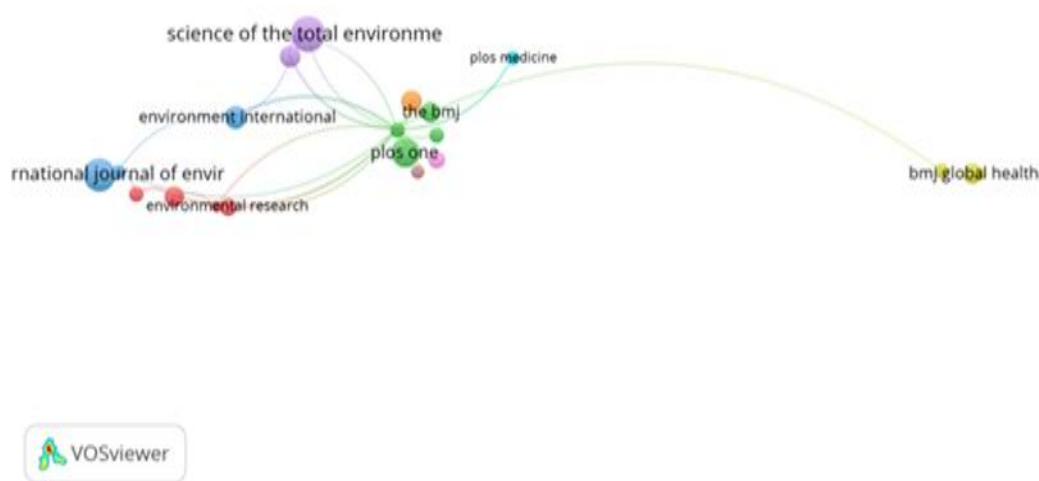 science of the total environme
plos medicine
the bmj
environment international
plos one
rnational journal of envir
bmj global health
environmental research
VOSviewer